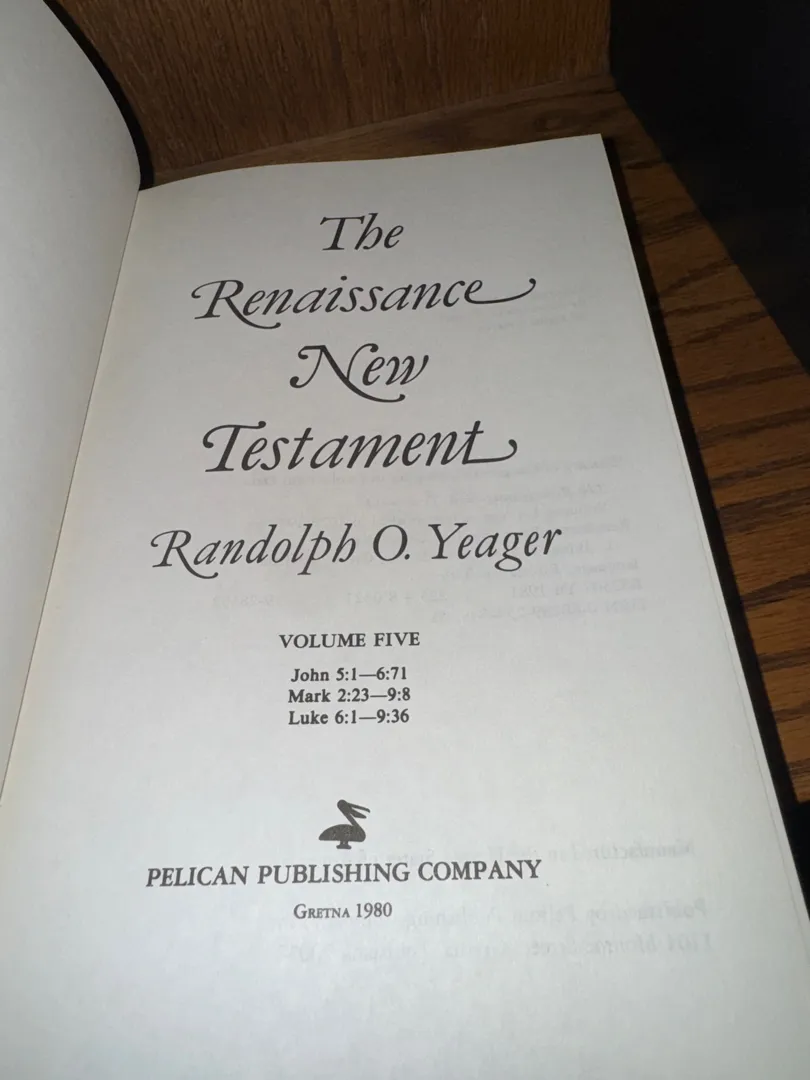 The
Renaissance
New
Testament
Randolph O. Yeager
VOLUME FIVE
John 5:1—6:71
Mark 2:23—9:8
Luke 6:1—9:36
PELICAN PUBLISHING COMPANY
GRETNA 1980